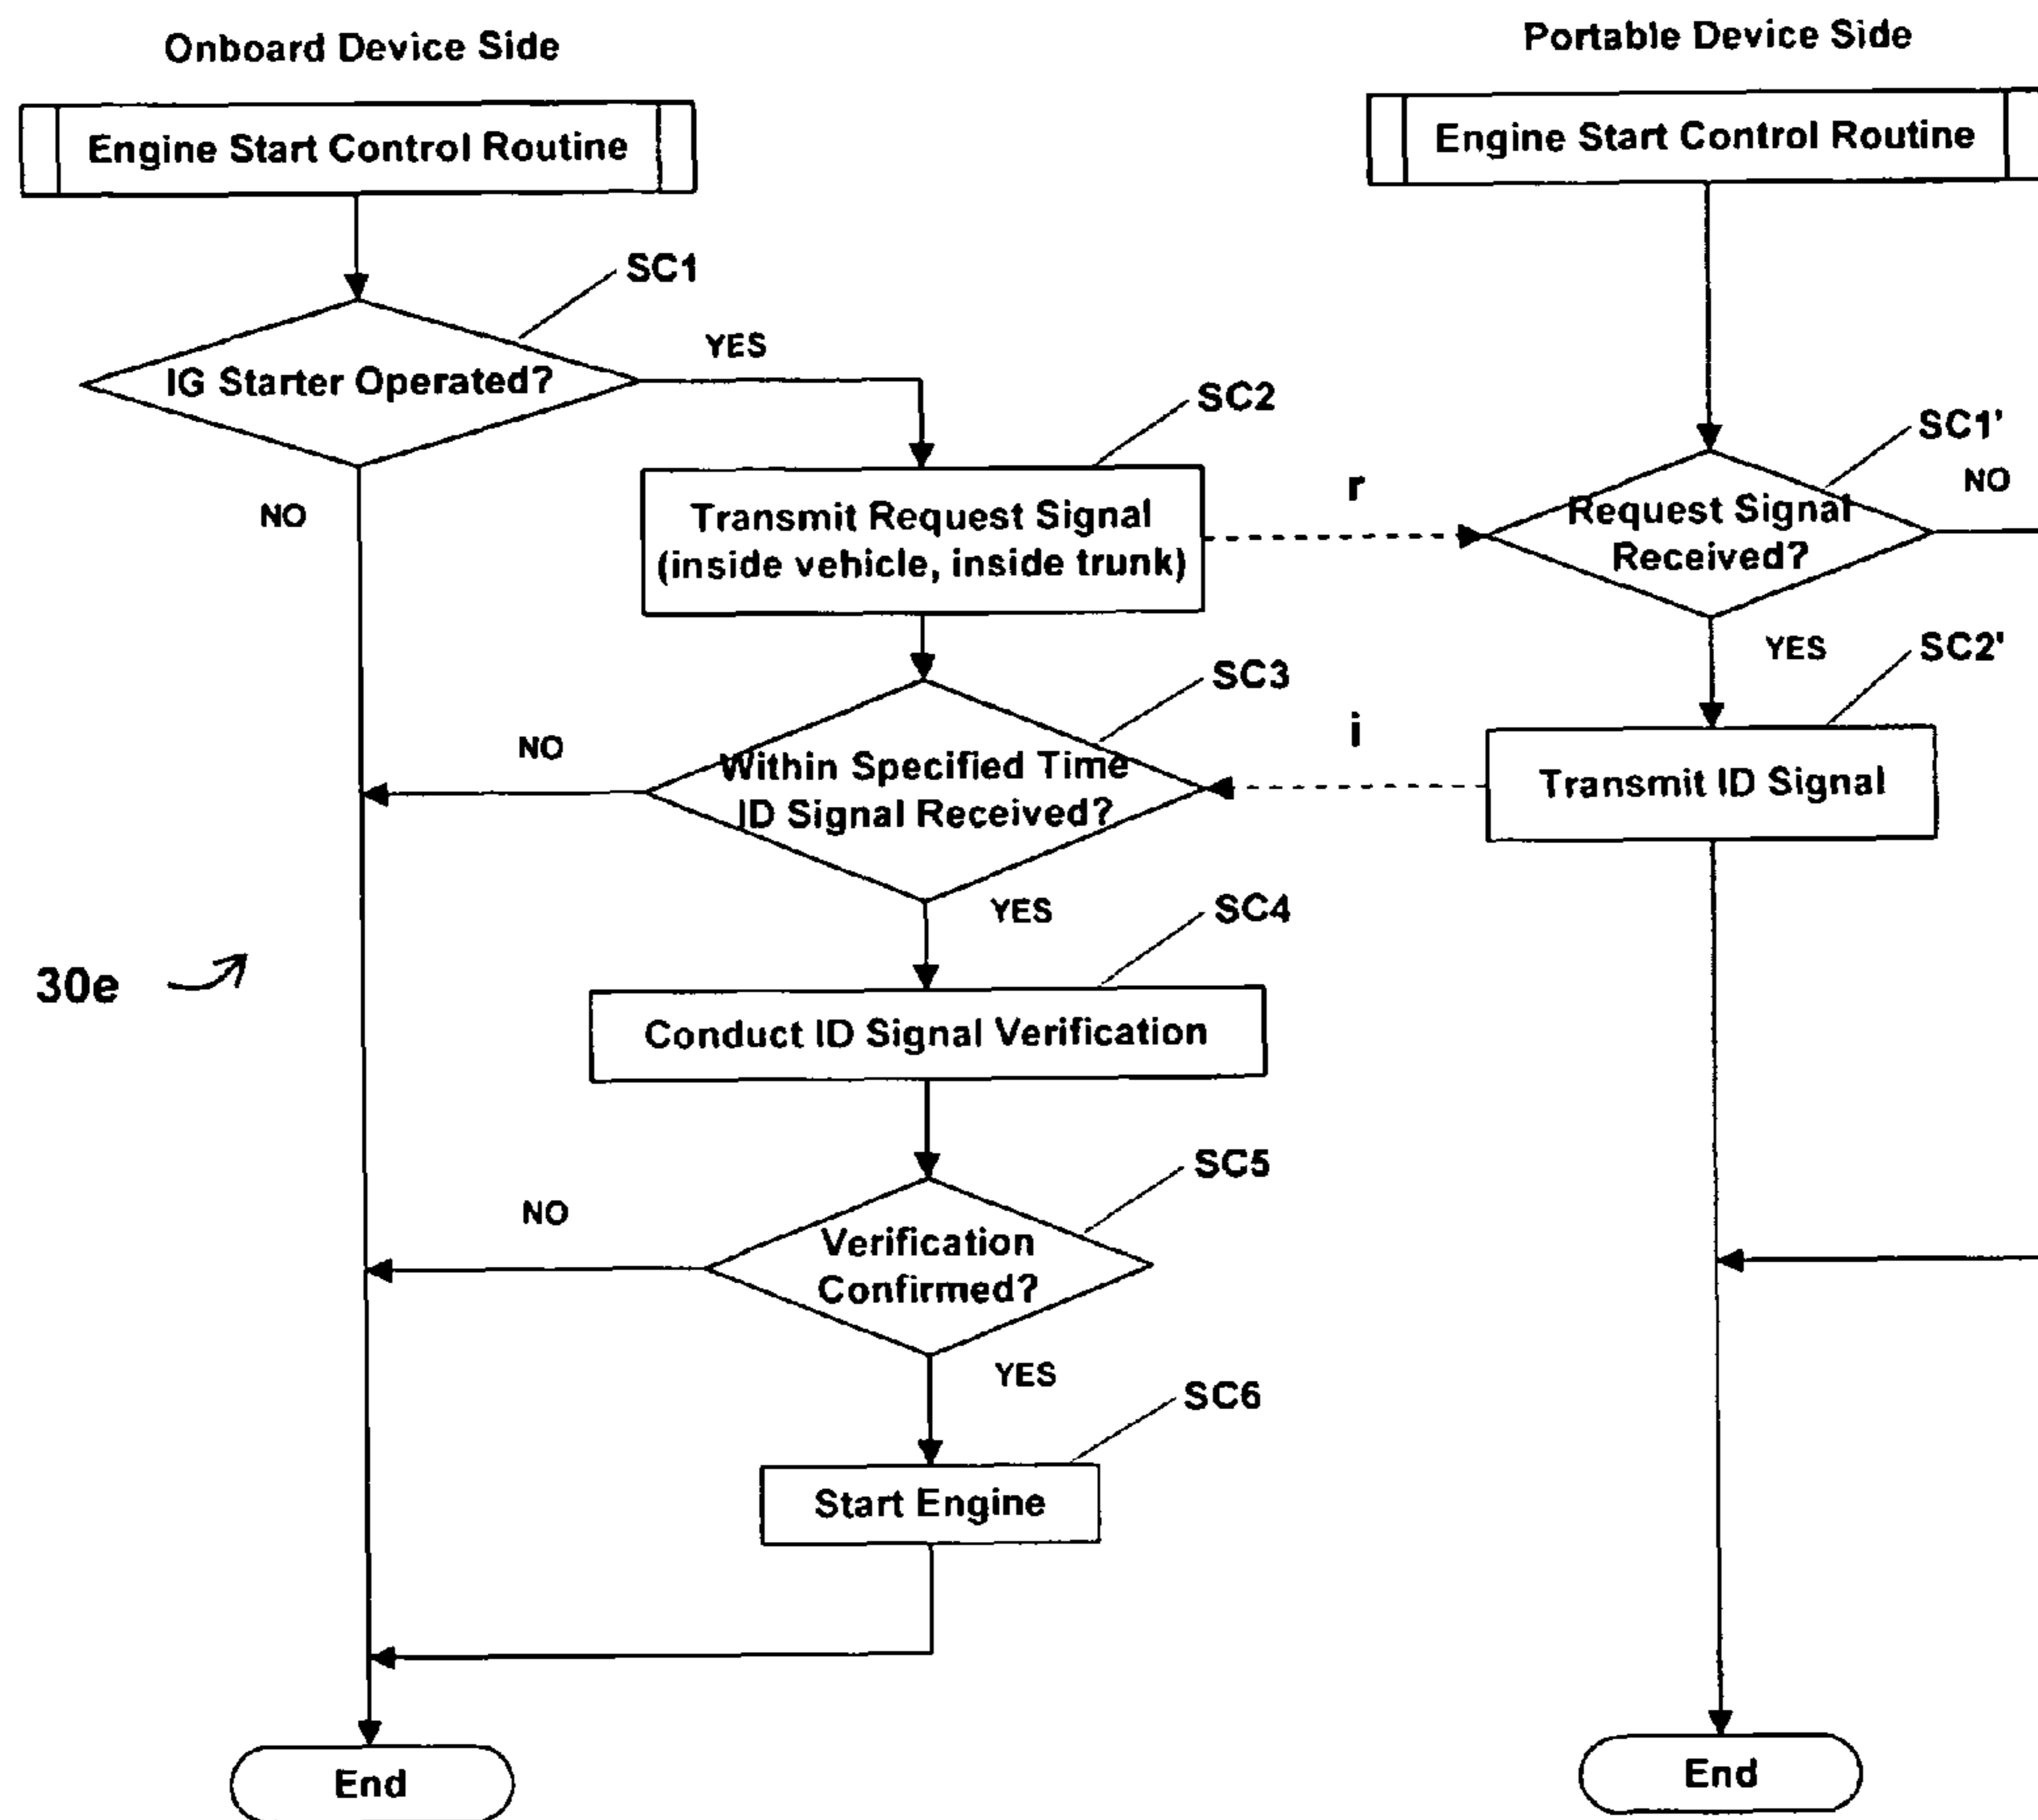 Onboard Device Side
Portable Device Side
Engine Start Control Routine
Engine Start Control Routine
SC1
IG Starter Operated?
YES
NO
SC2
Transmit Request Signal
(inside vehicle, inside trunk)
r
SC1'
Request Signal
Received?
NO
YES
SC2'
Transmit ID Signal
i
SC3
Within Specified Time
ID Signal Received?
NO
YES
SC4
30e
Conduct ID Signal Verification
SC5
Verification
Confirmed?
NO
YES
SC6
Start Engine
End
End